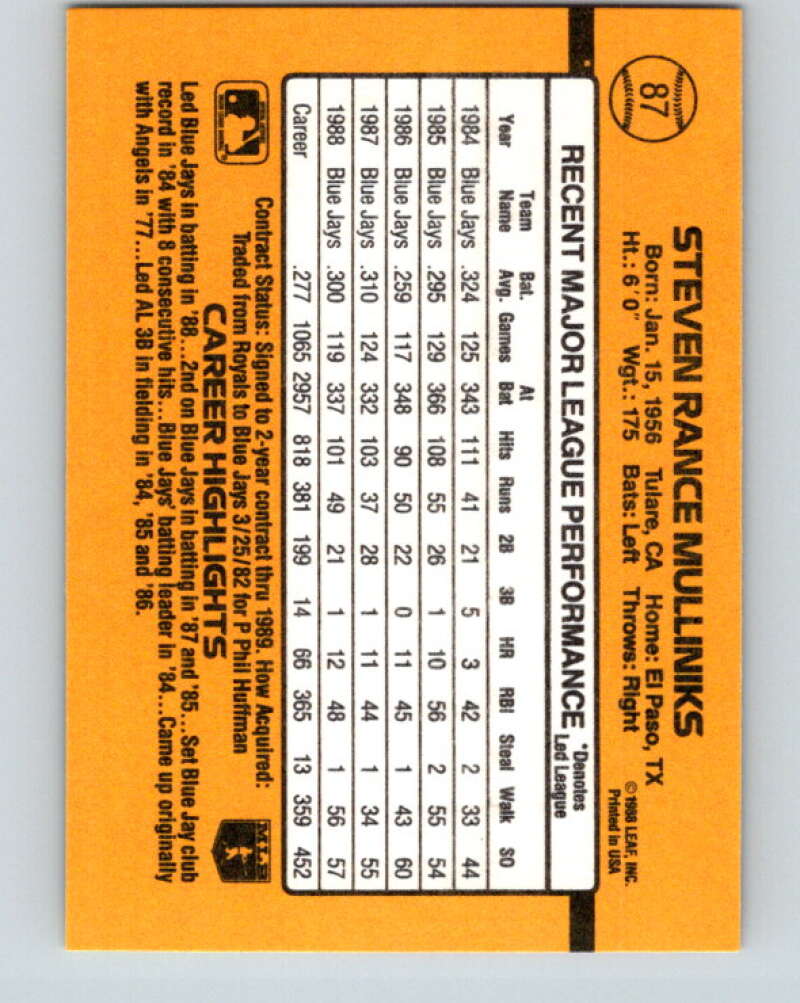 87
STEVEN RANCE MULLINIKS
Born: Jan. 15, 1956 Tulare, CA Home: El Paso, TX
Ht.: 6'0" Wgt.: 175 Bats: Left Throws: Right
© 1988 LEAF, INC.
Printed in USA
RECENT MAJOR LEAGUE PERFORMANCE *Denotes Led League
Year Team Name Bat. Avg. Games At Bat Hits Runs 2B 3B HR RBI Steal Walk SO
1984 Blue Jays .324 125 343 111 41 21 5 3 42 2 33 44
1985 Blue Jays .295 129 366 108 55 26 1 10 56 2 55 54
1986 Blue Jays .259 117 348 90 50 22 0 11 45 1 43 60
1987 Blue Jays .310 124 332 103 37 28 1 11 44 1 34 55
1988 Blue Jays .300 119 337 101 49 21 1 12 48 1 56 57
Career .277 1065 2957 818 381 199 14 66 365 13 359 452
Contract Status: Signed to 2-year contract thru 1989. How Acquired:
Traded from Royals to Blue Jays 3/25/82 for P Phil Huffman
MLB
CAREER HIGHLIGHTS
Led Blue Jays in batting in '88...2nd on Blue Jays in batting in '87 and '85...Set Blue Jay club
record in '84 with 8 consecutive hits...Blue Jays' batting leader in '84...Came up originally
with Angels in '77...Led AL 3B in fielding in '84, '85 and '86.